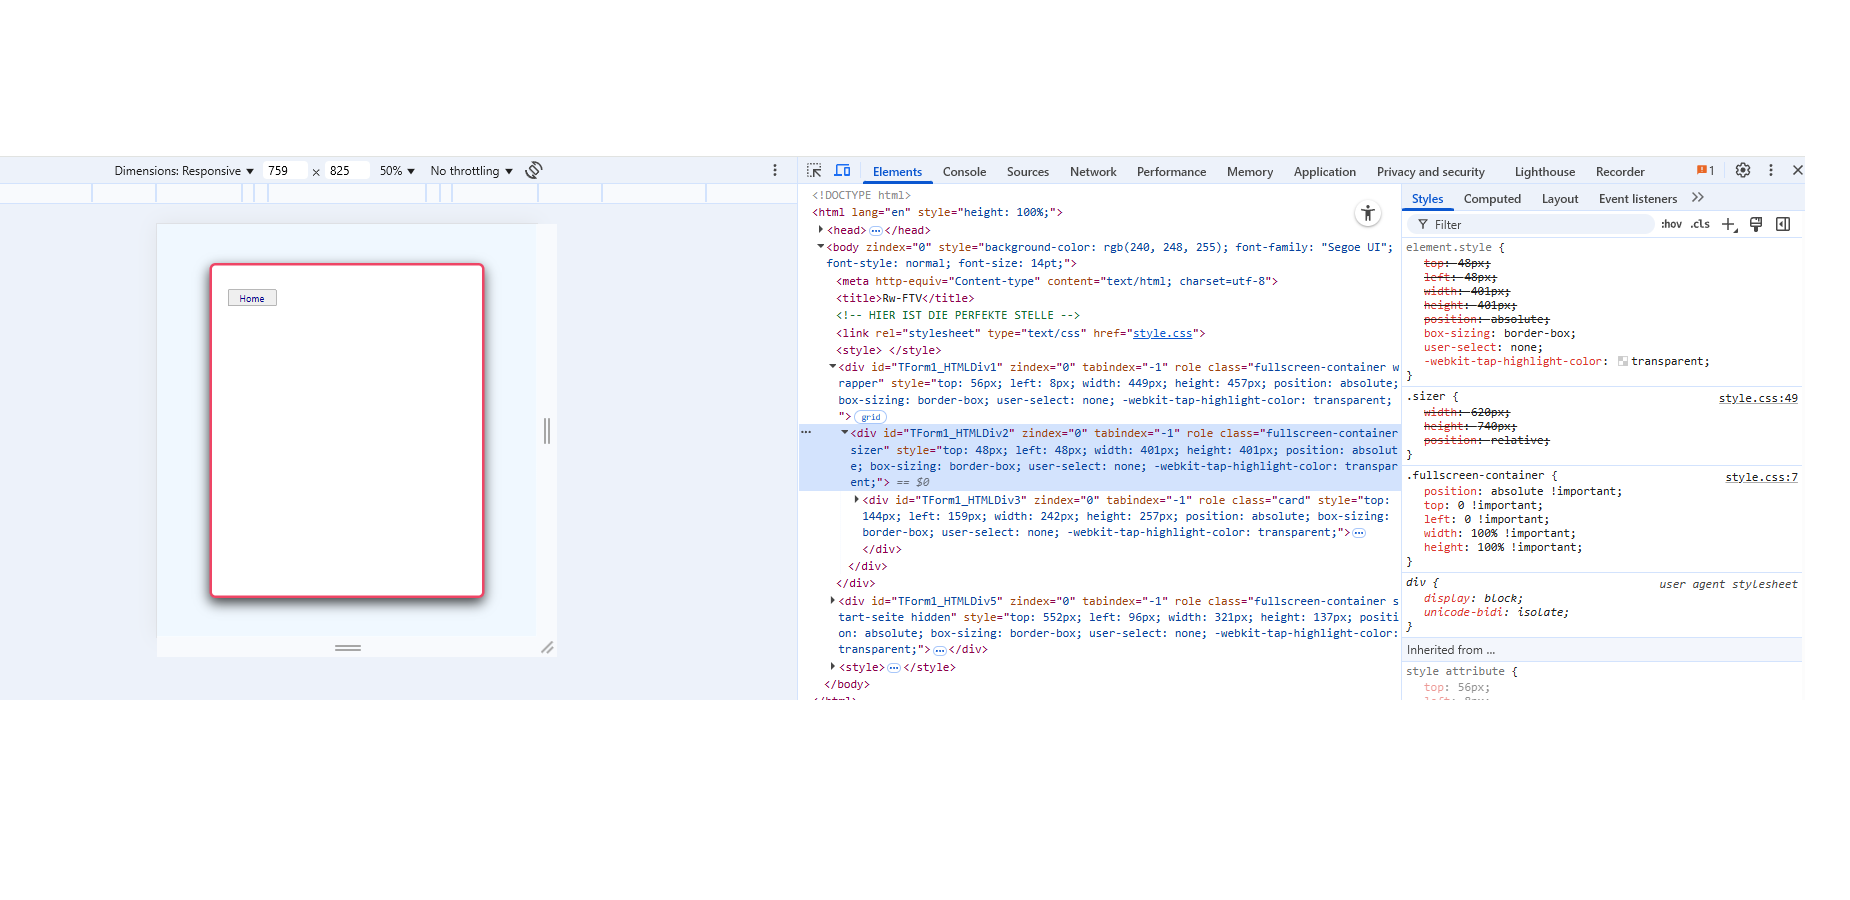 Dimensions: Responsive ▼ 759 × 825 50% ▼ No throttling ▼
Elements Console Sources Network Performance Memory Application Privacy and security Lighthouse Recorder 1
Home
<!DOCTYPE html>
<html lang="en" style="height: 100%;">
<head> ⋯ </head>
<body zindex="0" style="background-color: rgb(240, 248, 255); font-family: "Segoe UI";
font-style: normal; font-size: 14pt;">
<meta http-equiv="Content-type" content="text/html; charset=utf-8">
<title>Rw-FTV</title>
<!-- HIER IST DIE PERFEKTE STELLE -->
<link rel="stylesheet" type="text/css" href="style.css">
<style> </style>
<div id="TForm1_HTMLDiv1" zindex="0" tabindex="-1" role class="fullscreen-container w
rapper" style="top: 56px; left: 8px; width: 449px; height: 457px; position: absolute;
box-sizing: border-box; user-select: none; -webkit-tap-highlight-color: transparent;
"> grid
⋯ <div id="TForm1_HTMLDiv2" zindex="0" tabindex="-1" role class="fullscreen-container
sizer" style="top: 48px; left: 48px; width: 401px; height: 401px; position: absolut
e; box-sizing: border-box; user-select: none; -webkit-tap-highlight-color: transpar
ent;"> == $0
<div id="TForm1_HTMLDiv3" zindex="0" tabindex="-1" role class="card" style="top:
144px; left: 159px; width: 242px; height: 257px; position: absolute; box-sizing:
border-box; user-select: none; -webkit-tap-highlight-color: transparent;"> ⋯
</div>
</div>
</div>
<div id="TForm1_HTMLDiv5" zindex="0" tabindex="-1" role class="fullscreen-container s
tart-seite hidden" style="top: 552px; left: 96px; width: 321px; height: 137px; positi
on: absolute; box-sizing: border-box; user-select: none; -webkit-tap-highlight-color:
transparent;"> ⋯ </div>
<style> ⋯ </style>
</body>
</html>
Styles Computed Layout Event listeners >>
Filter :hov .cls
element.style {
top: 48px;
left: 48px;
width: 401px;
height: 401px;
position: absolute;
box-sizing: border-box;
user-select: none;
-webkit-tap-highlight-color: transparent;
}
.sizer { style.css:49
width: 620px;
height: 740px;
position: relative;
}
.fullscreen-container { style.css:7
position: absolute !important;
top: 0 !important;
left: 0 !important;
width: 100% !important;
height: 100% !important;
}
div { user agent stylesheet
display: block;
unicode-bidi: isolate;
}
Inherited from ...
style attribute {
top: 56px;
left: 8px;